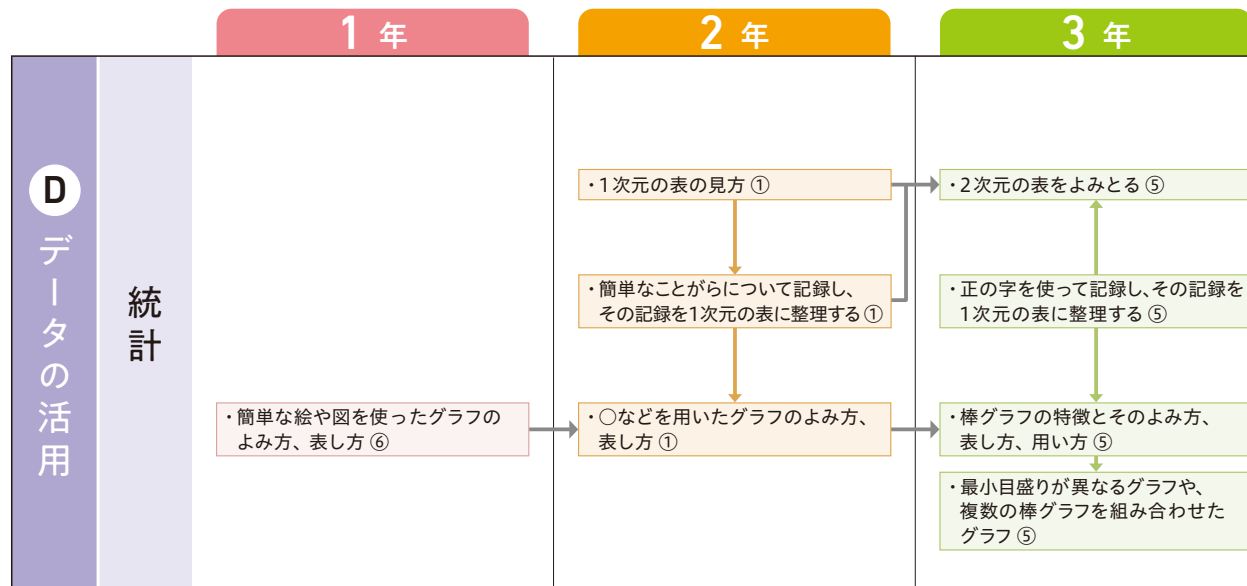 1 年
2 年
3 年
D データの活用
統計
・簡単な絵や図を使ったグラフの
よみ方、表し方 ⑥
・1次元の表の見方 ①
・簡単なことがらについて記録し、
その記録を1次元の表に整理する ①
・○などを用いたグラフのよみ方、
表し方 ①
・2次元の表をよみとる ⑤
・正の字を使って記録し、その記録を
1次元の表に整理する ⑤
・棒グラフの特徴とそのよみ方、
表し方、用い方 ⑤
・最小目盛りが異なるグラフや、
複数の棒グラフを組み合わせた
グラフ ⑤